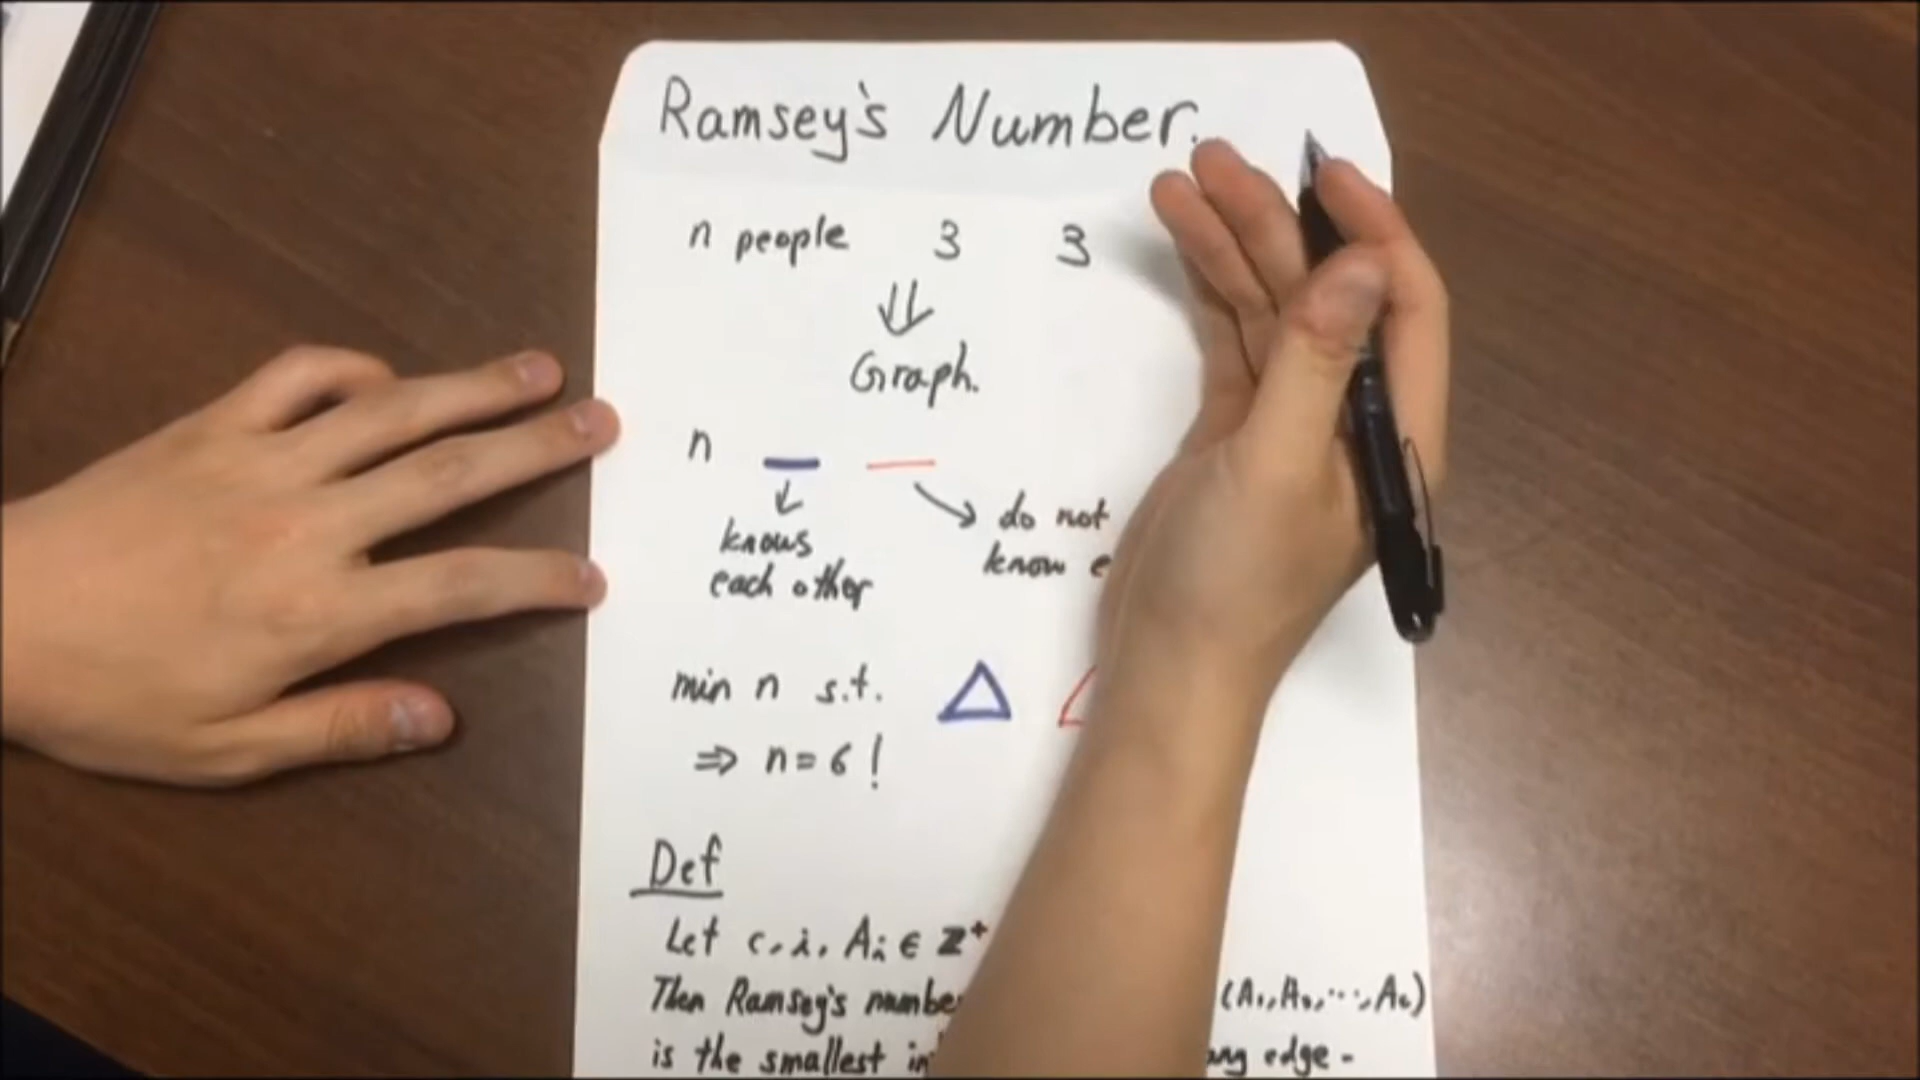 Ramsey's Number.
n people 3 3
Graph.
n
knows do not
each other know
min n s.t.
⇒ n = 6 !
Def
Let c, i, Ai ∈ Z+
Then Ramsey's (A1, A2, ..., Ac)
is the smallest edge-